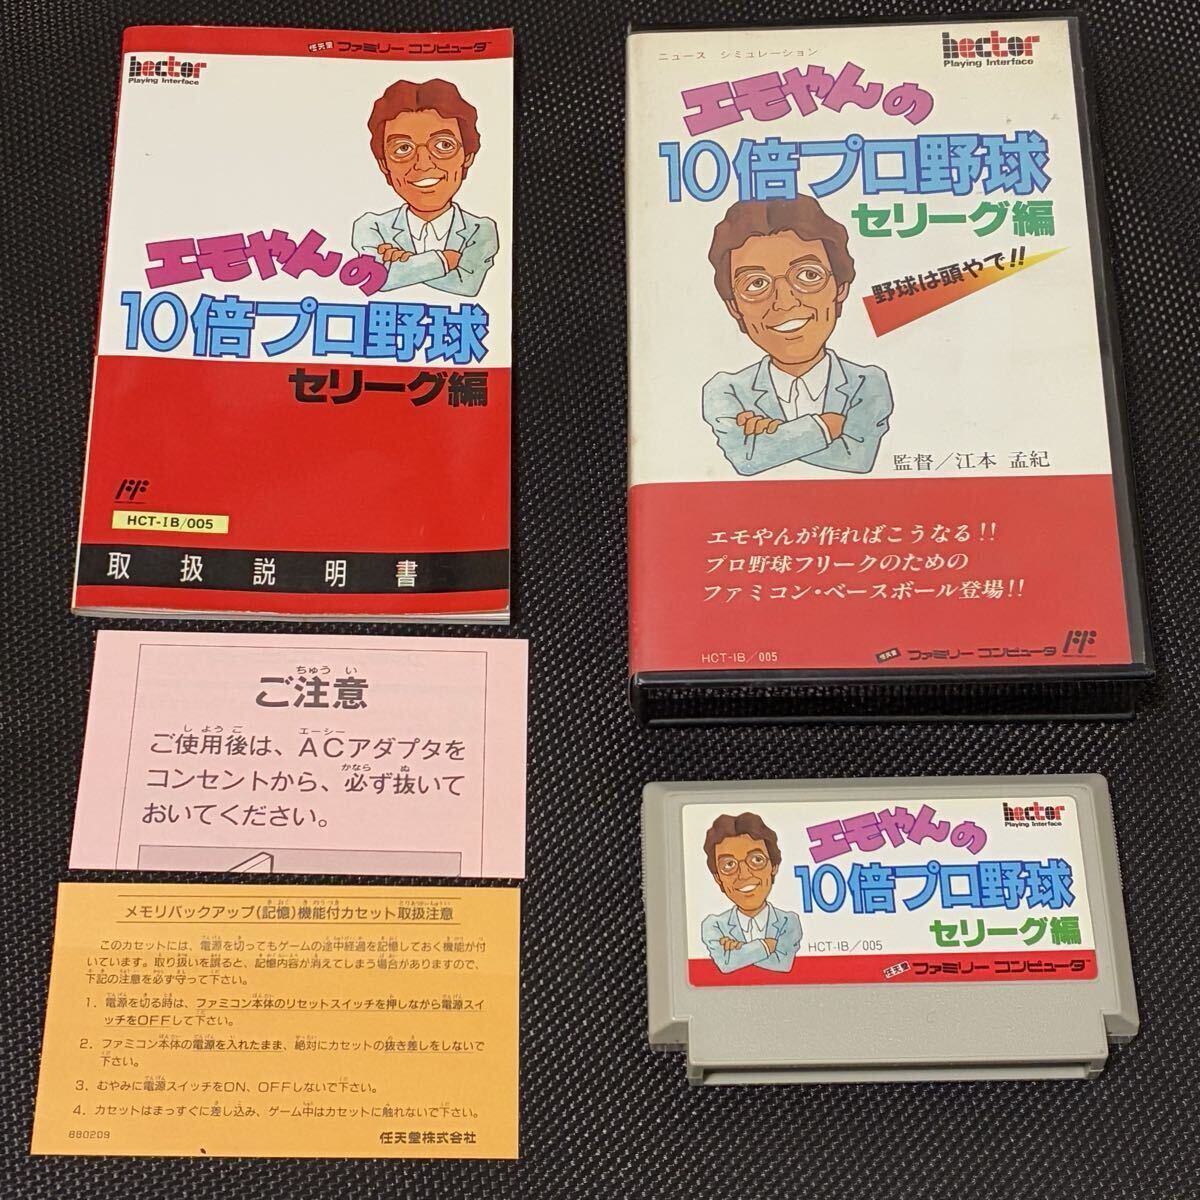 任天堂 ファミリー コンピュータ
hector
Playing Interface
エモやんの
10倍プロ野球
セリーグ編
HCT-IB/005
取扱説明書
ニュース シミュレーション
hector
Playing Interface
エモやんの
10倍プロ野球
セリーグ編
野球は頭やで!!
監督/江本 孟紀
エモやんが作ればこうなる!!
プロ野球フリークのための
ファミコン・ベースボール登場!!
HCT-IB/005
任天堂 ファミリー コンピュータ
ちゅう い
ご注意
しようご
ご使用後は、ACアダプタを
エーシー
コンセントから、必ず抜いて
かなら ぬ
おいてください。
メモリバックアップ(記憶)機能付カセット取扱注意
このカセットには、電源を切ってもゲームの途中経過を記憶しておく機能が付
いています。取り扱いを誤ると、記憶内容が消えてしまう場合がありますので、
下記の注意を必ず守って下さい。
1. 電源を切る時は、ファミコン本体のリセットスイッチを押しながら電源スイ
ッチをOFFして下さい。
2. ファミコン本体の電源を入れたまま、絶対にカセットの抜き差しをしないで
下さい。
3. むやみに電源スイッチをON、OFFしないで下さい。
4. カセットはまっすぐに差し込み、ゲーム中はカセットに触れないで下さい。
880209
任天堂株式会社
hector
Playing Interface
エモやんの
10倍プロ野球
セリーグ編
HCT-IB/005
任天堂 ファミリー コンピュータ